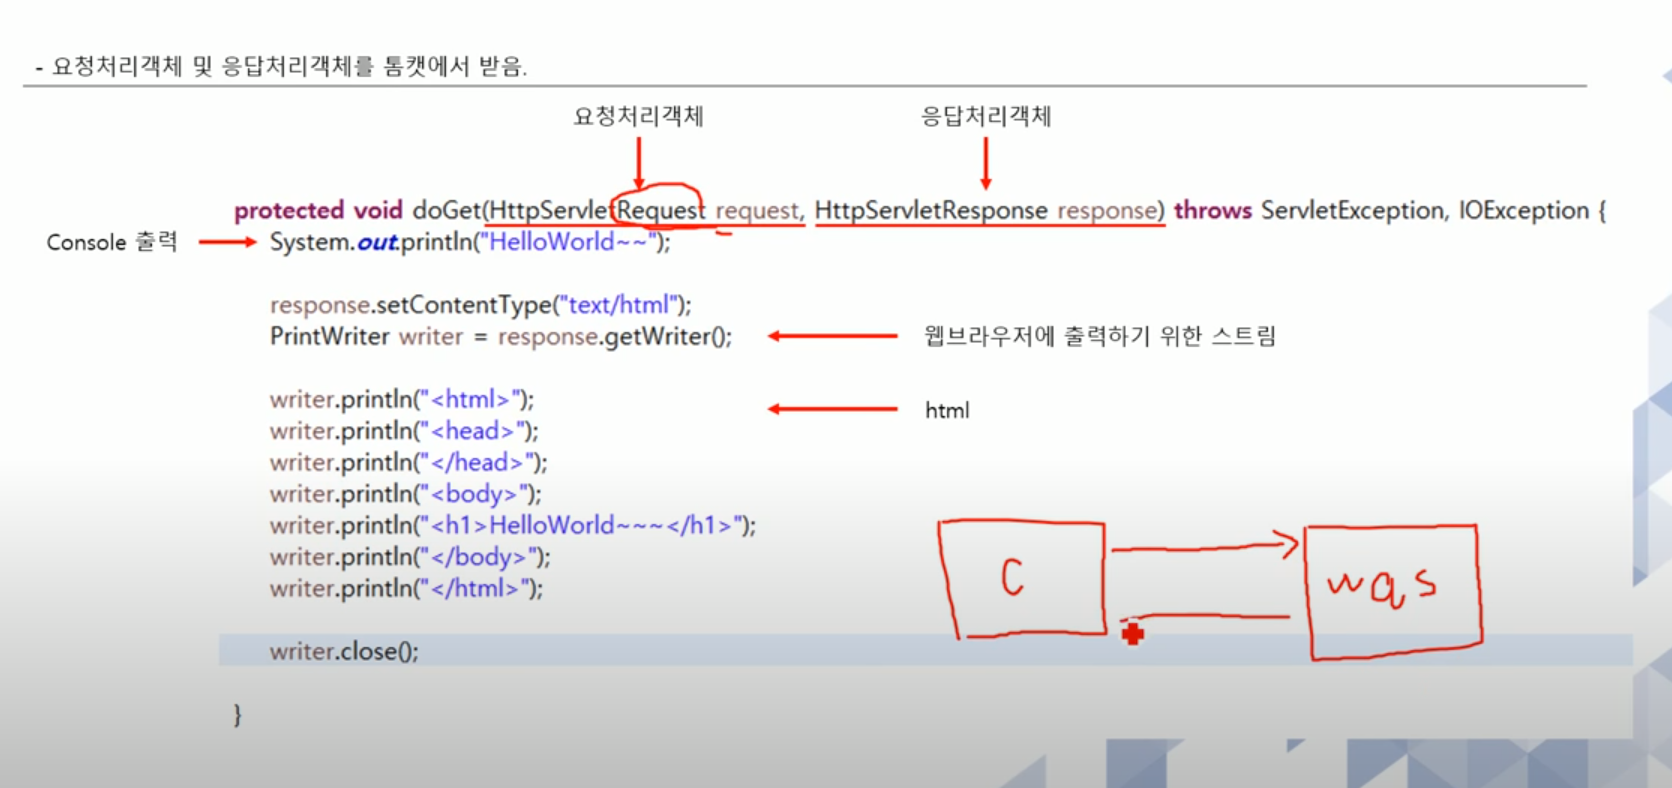 - 요청처리객체 및 응답처리객체를 톰캣에서 받음.
요청처리객체 응답처리객체
protected void doGet(HttpServletRequest request, HttpServletResponse response) throws ServletException, IOException {
Console 출력 System.out.println("HelloWorld~~");
response.setContentType("text/html");
PrintWriter writer = response.getWriter(); 웹브라우저에 출력하기 위한 스트림
writer.println("<html>"); html
writer.println("<head>");
writer.println("</head>");
writer.println("<body>");
writer.println("<h1>HelloWorld~~~</h1>");
writer.println("</body>");
writer.println("</html>");
C was
writer.close();
}